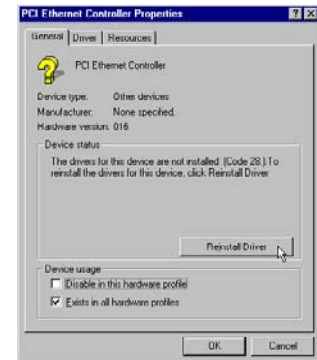 PCI Ethernet Controller Properties
General Driver Resources
PCI Ethernet Controller
Device type: Other devices
Manufacturer: None specified.
Hardware version: 016
Device status
The drivers for this device are not installed. (Code 28.) To
reinstall the drivers for this device, click Reinstall Driver
Reinstall Driver
Device usage
Disable in this hardware profile
Exists in all hardware profiles
OK Cancel